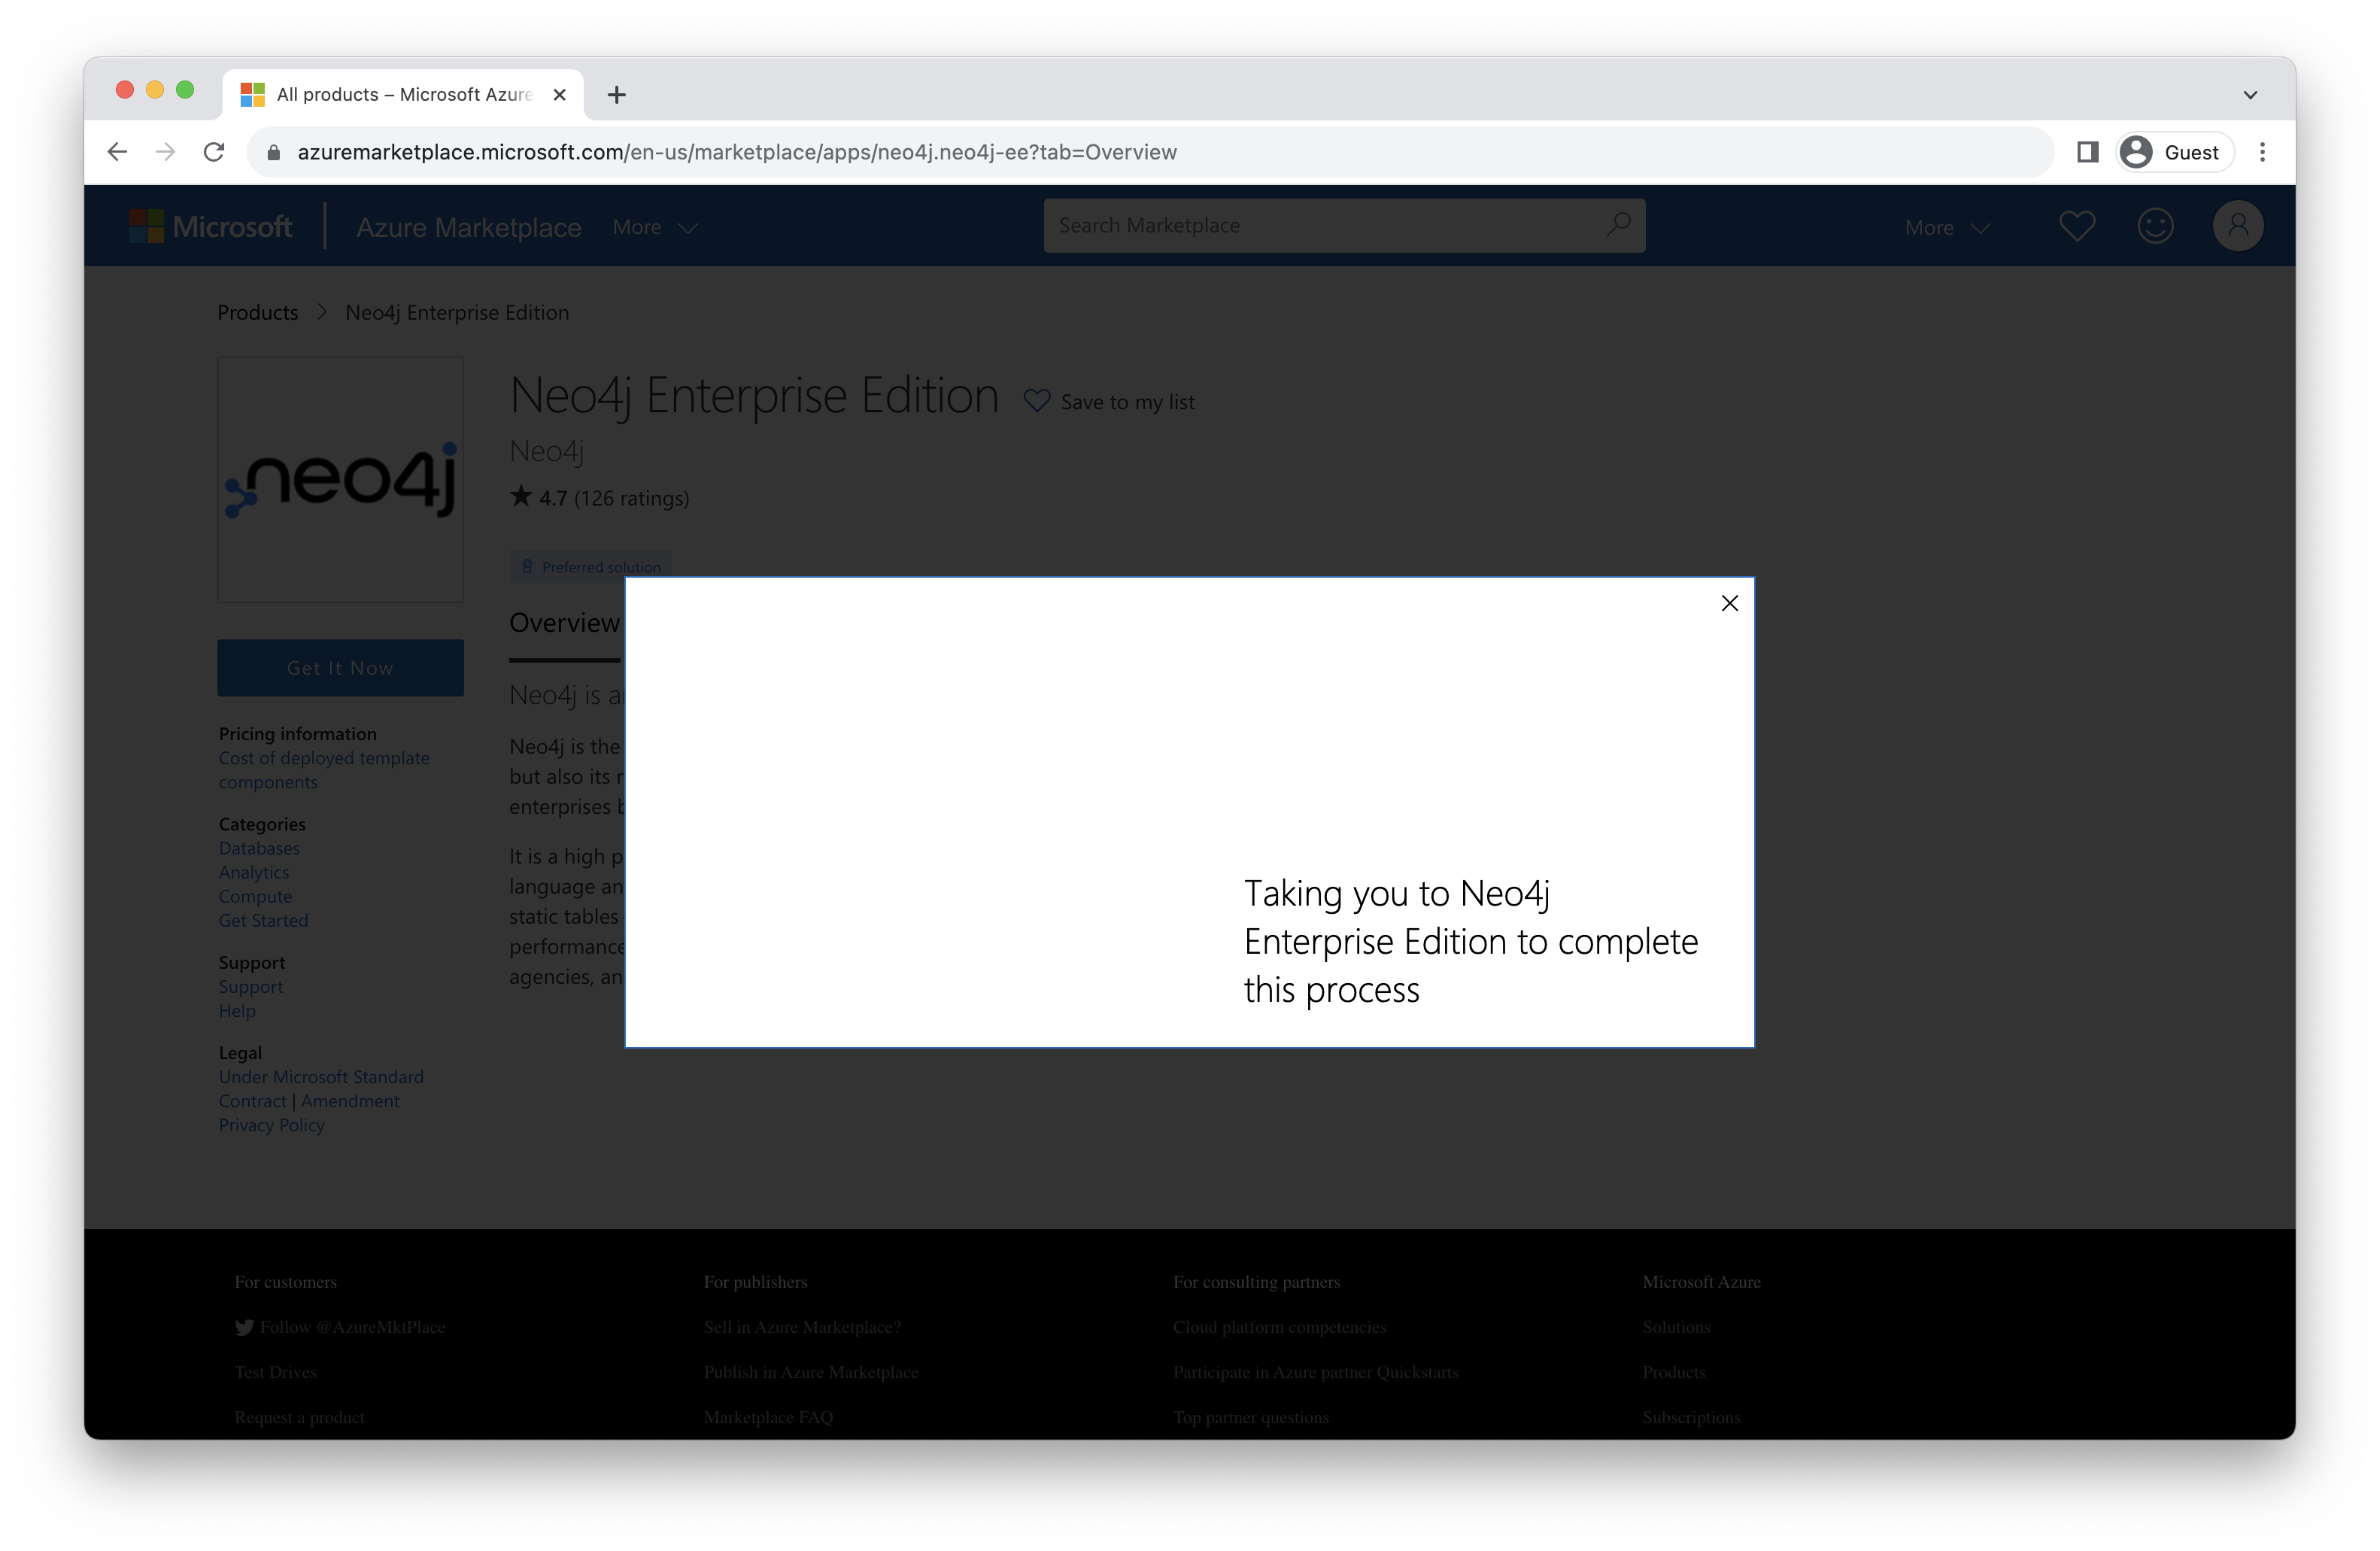 All products – Microsoft Azure
azuremarketplace.microsoft.com/en-us/marketplace/apps/neo4j.neo4j-ee?tab=Overview
Guest
Microsoft
Azure Marketplace
More
Search Marketplace
More
Products > Neo4j Enterprise Edition
neo4j
Neo4j Enterprise Edition
Save to my list
Neo4j
4.7 (126 ratings)
Preferred solution
Get It Now
Pricing information
Cost of deployed template
components
Categories
Databases
Analytics
Compute
Get Started
Support
Support
Help
Legal
Under Microsoft Standard
Contract | Amendment
Privacy Policy
Overview
Neo4j is
Neo4j is the
but also its
enterprises
It is a high
language
static tables
performance
agencies,
Taking you to Neo4j
Enterprise Edition to complete
this process
For customers
Follow @AzureMktPlace
Test Drives
Request a product
For publishers
Sell in Azure Marketplace?
Publish in Azure Marketplace
Marketplace FAQ
For consulting partners
Cloud platform competencies
Participate in Azure partner Quickstarts
Top partner questions
Microsoft Azure
Solutions
Products
Subscriptions